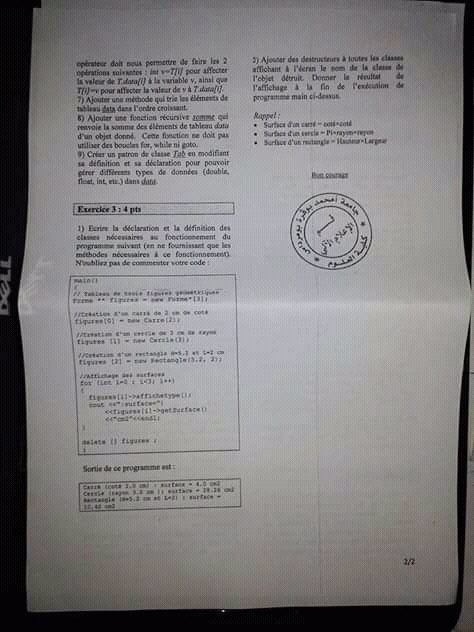 opérateur doit nous permettre de faire les 2
opérations suivantes : int v=T[i] pour affecter
la valeur de T.data[i] à la variable v, ainsi que
T[i]=v pour affecter la valeur de v à T.data[i].
7) Ajouter une méthode qui trie les éléments de
tableau data dans l'ordre croissant.
8) Ajouter une fonction récursive somme qui
renvoie la somme des éléments de tableau data
d'un objet donné. Cette fonction ne doit pas
utiliser des boucles for, while ni goto.
9) Créer un patron de classe Tab en modifiant
sa définition et sa déclaration pour pouvoir
gérer différents types de données (double,
float, int, etc.) dans data.
Exercice 3 : 4 pts
1) Ecrire la déclaration et la définition des
classes nécessaires au fonctionnement du
programme suivant (en ne fournissant que les
méthodes nécessaires à ce fonctionnement).
N'oubliez pas de commenter votre code :
main()
{
// Tableau de trois figures géométriques
Forme ** figures = new Forme*[3];
//Création d'un carré de 2 cm de coté
figures[0] = new Carre(2);
//Création d'un cercle de 3 cm de rayon
figures [1] = new Cercle(3);
//Création d'un rectangle H=5.2 et L=2 cm
figures [2] = new Rectangle(5.2, 2);
//Affichage des surfaces
for (int i=0 ; i<3; i++)
{
figures[i]->affichetype();
cout <<":surface="
<<figures[i]->getSurface()
<<"cm2"<<endl;
}
delete [] figures ;
}
Sortie de ce programme est :
Carré (coté 2.0 cm) : surface = 4.0 cm2
Cercle (rayon 3.0 cm ): surface = 28.26 cm2
Rectangle (H=5.2 cm et L=2) : surface =
10.40 cm2
2) Ajouter des destructeurs à toutes les classes
affichant à l'écran le nom de la classe de
l'objet détruit. Donner le résultat de
l'affichage à la fin de l'exécution de
programme main ci-dessus.
Rappel :
• Surface d'un carré = coté×coté
• Surface d'un cercle = Pi×rayon×rayon
• Surface d'un rectangle = Hauteur×Largeur
Bon courage
جامعة امحمد بوقرة بومرداس
قسم
الإعلام الآلي
كلية العلوم
2/2
DELL